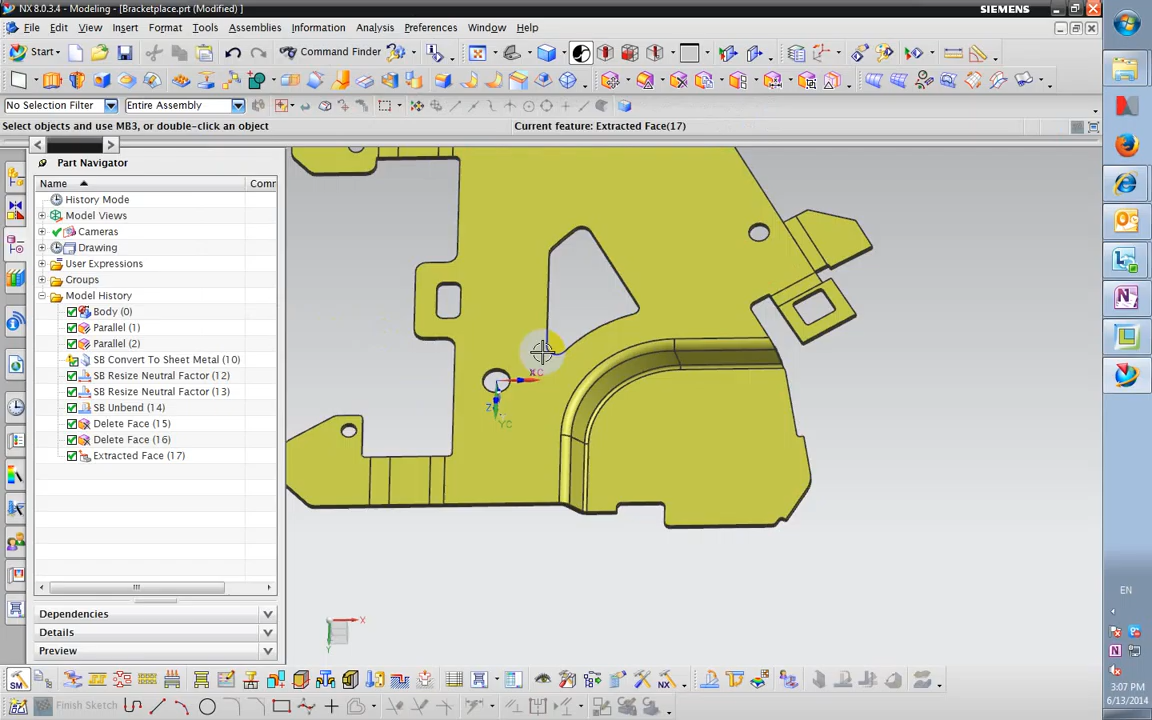 NX 8.0.3.4 - Modeling - [Bracketplace.prt (Modified) ]
SIEMENS
File Edit View Insert Format Tools Assemblies Information Analysis Preferences Window Help
Start
Command Finder
No Selection Filter
Entire Assembly
Select objects and use MB3, or double-click an object
Current feature: Extracted Face(17)
Part Navigator
Name
Comr
History Mode
Model Views
Cameras
Drawing
User Expressions
Groups
Model History
Body (0)
Parallel (1)
Parallel (2)
SB Convert To Sheet Metal (10)
SB Resize Neutral Factor (12)
SB Resize Neutral Factor (13)
SB Unbend (14)
Delete Face (15)
Delete Face (16)
Extracted Face (17)
Dependencies
Details
Preview
XC
Z
YC
X
Y
SM
NX
Finish Sketch
EN
3:07 PM
6/13/2014